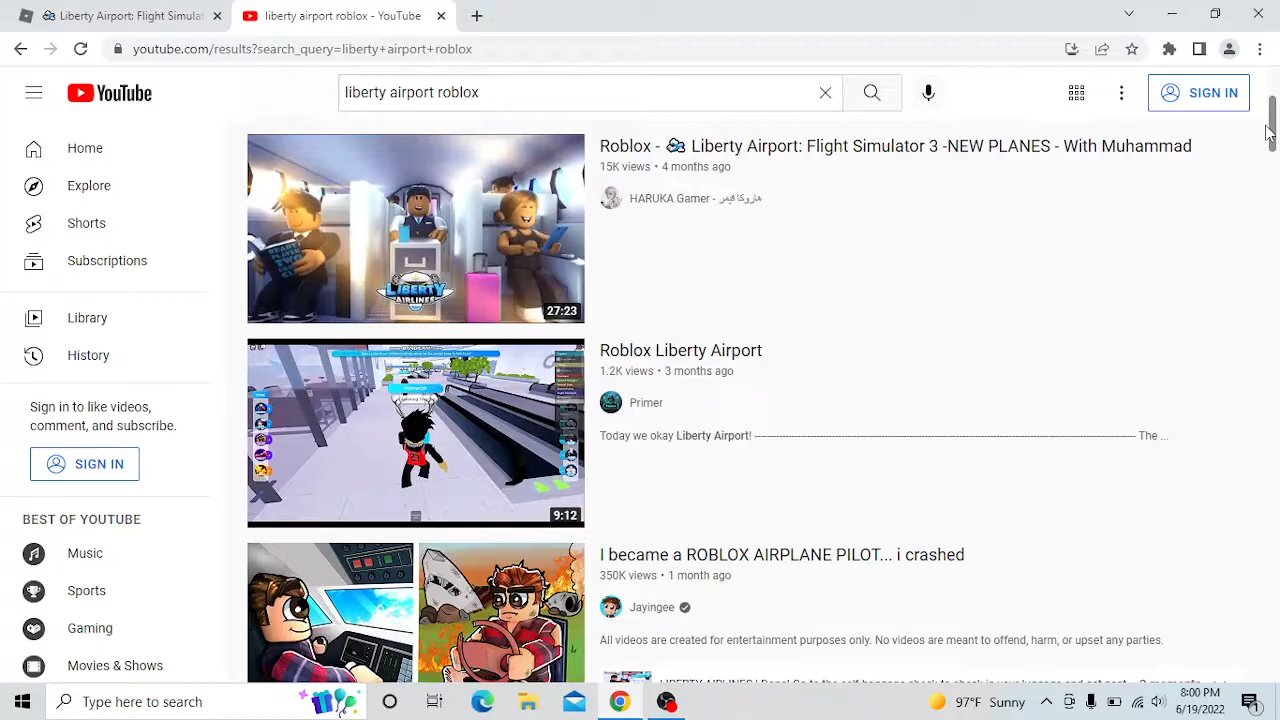 Liberty Airport: Flight Simulat
liberty airport roblox - YouTube
youtube.com/results?search_query=liberty+airport+roblox
YouTube
liberty airport roblox
SIGN IN
Home
Explore
Shorts
Subscriptions
Library
History
Sign in to like videos,
comment, and subscribe.
SIGN IN
BEST OF YOUTUBE
Music
Sports
Gaming
Movies & Shows
READY
PLAYER
TWO
LIBERTY
AIRLINES
27:23
Roblox - Liberty Airport: Flight Simulator 3 -NEW PLANES - With Muhammad
15K views • 4 months ago
HARUKA Gamer - هاروكا قيمر
9:12
Roblox Liberty Airport
1.2K views • 3 months ago
Primer
Today we okay Liberty Airport! ---------- The ...
I became a ROBLOX AIRPLANE PILOT... i crashed
350K views • 1 month ago
Jayingee
All videos are created for entertainment purposes only. No videos are meant to offend, harm, or upset any parties.
Type here to search
97°F Sunny
8:00 PM
6/19/2022
1